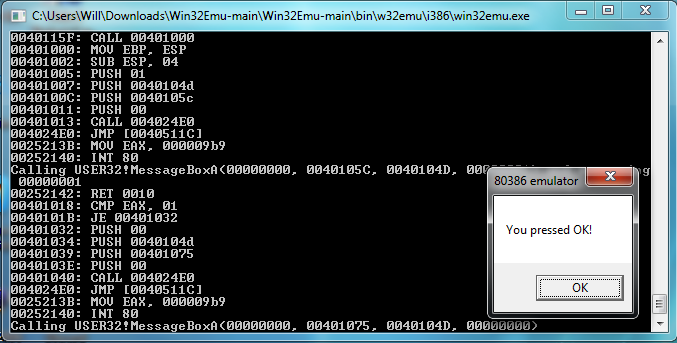 C:\Users\Will\Downloads\Win32Emu-main\Win32Emu-main\bin\w32emu\i386\win32emu.exe
0040115F: CALL 00401000
00401000: MOV EBP, ESP
00401002: SUB ESP, 04
00401005: PUSH 01
00401007: PUSH 0040104d
0040100C: PUSH 0040105c
00401011: PUSH 00
00401013: CALL 004024E0
004024E0: JMP [0040511C]
0025213B: MOV EAX, 000009b9
00252140: INT 80
Calling USER32!MessageBoxA(00000000, 0040105C, 0040104D,
00000001
00252142: RET 0010
00401018: CMP EAX, 01
0040101B: JE 00401032
00401032: PUSH 00
00401034: PUSH 0040104d
00401039: PUSH 00401075
0040103E: PUSH 00
00401040: CALL 004024E0
004024E0: JMP [0040511C]
0025213B: MOV EAX, 000009b9
00252140: INT 80
Calling USER32!MessageBoxA(00000000, 00401075, 0040104D, 00000000)
80386 emulator
You pressed OK!
OK